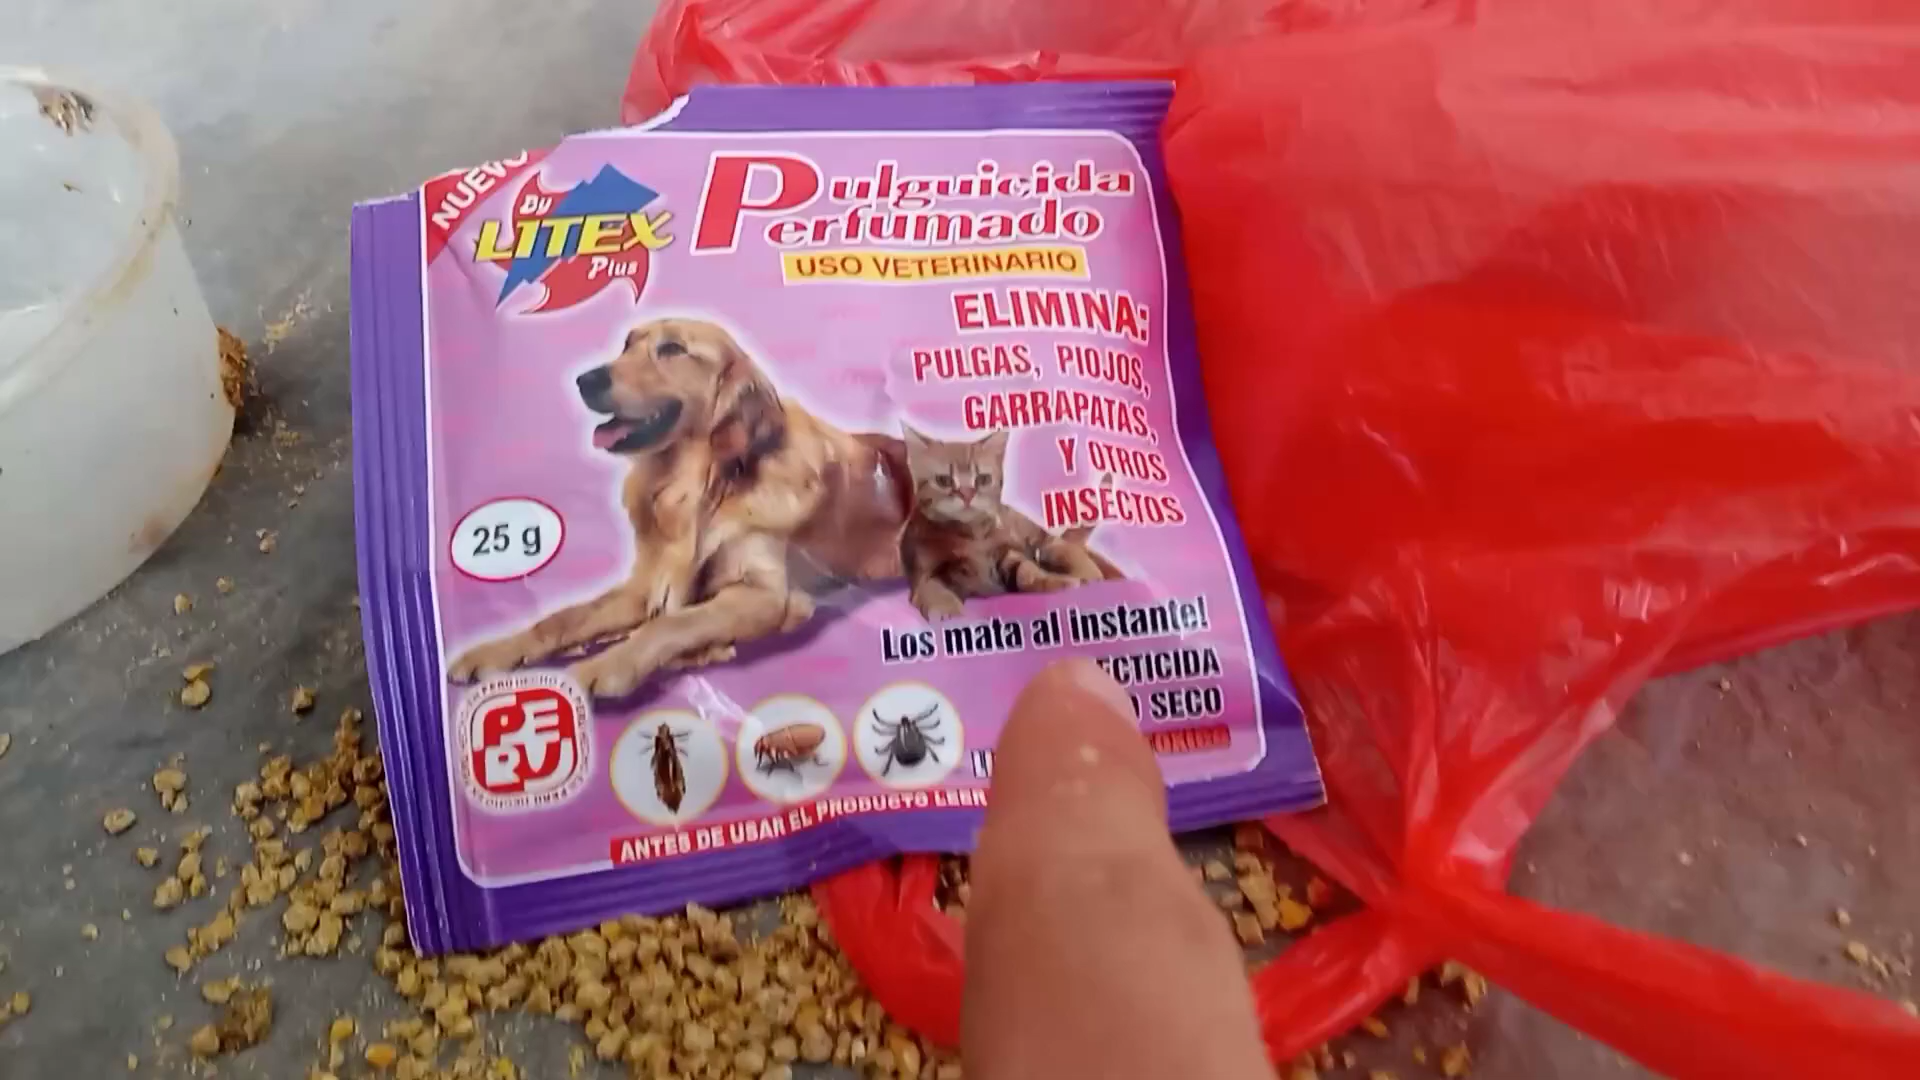 NUEVO
By
LITEX
Plus
Pulguicida
Perfumado
USO VETERINARIO
ELIMINA:
PULGAS, PIOJOS,
GARRAPATAS,
Y OTROS
INSECTOS
25 g
Los mata al instante!
ECTICIDA
SECO
PERU
ANTES DE USAR EL PRODUCTO LEER